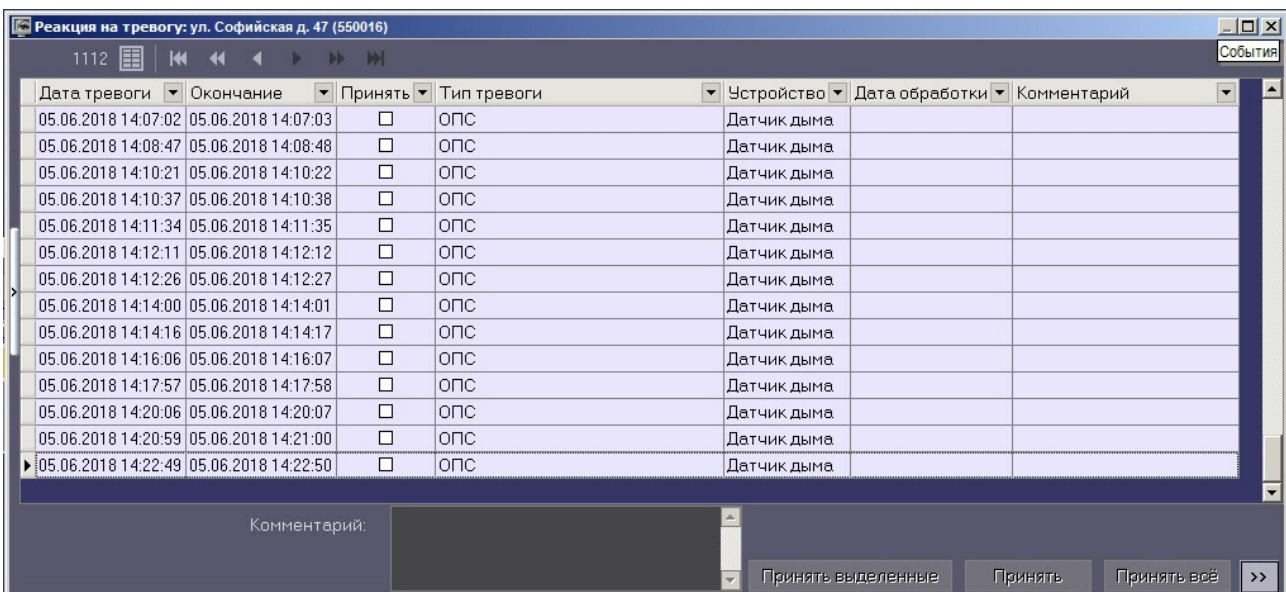 Реакция на тревогу: ул. Софийская д. 47 (550016)
1112
События
Дата тревоги Окончание Принять Тип тревоги Устройство Дата обработки Комментарий
05.06.2018 14:07:02 05.06.2018 14:07:03 ОПС Датчик дыма
05.06.2018 14:08:47 05.06.2018 14:08:48 ОПС Датчик дыма
05.06.2018 14:10:21 05.06.2018 14:10:22 ОПС Датчик дыма
05.06.2018 14:10:37 05.06.2018 14:10:38 ОПС Датчик дыма
05.06.2018 14:11:34 05.06.2018 14:11:35 ОПС Датчик дыма
05.06.2018 14:12:11 05.06.2018 14:12:12 ОПС Датчик дыма
05.06.2018 14:12:26 05.06.2018 14:12:27 ОПС Датчик дыма
05.06.2018 14:14:00 05.06.2018 14:14:01 ОПС Датчик дыма
05.06.2018 14:14:16 05.06.2018 14:14:17 ОПС Датчик дыма
05.06.2018 14:16:06 05.06.2018 14:16:07 ОПС Датчик дыма
05.06.2018 14:17:57 05.06.2018 14:17:58 ОПС Датчик дыма
05.06.2018 14:20:06 05.06.2018 14:20:07 ОПС Датчик дыма
05.06.2018 14:20:59 05.06.2018 14:21:00 ОПС Датчик дыма
05.06.2018 14:22:49 05.06.2018 14:22:50 ОПС Датчик дыма
Комментарий:
Принять выделенные Принять Принять всё >>